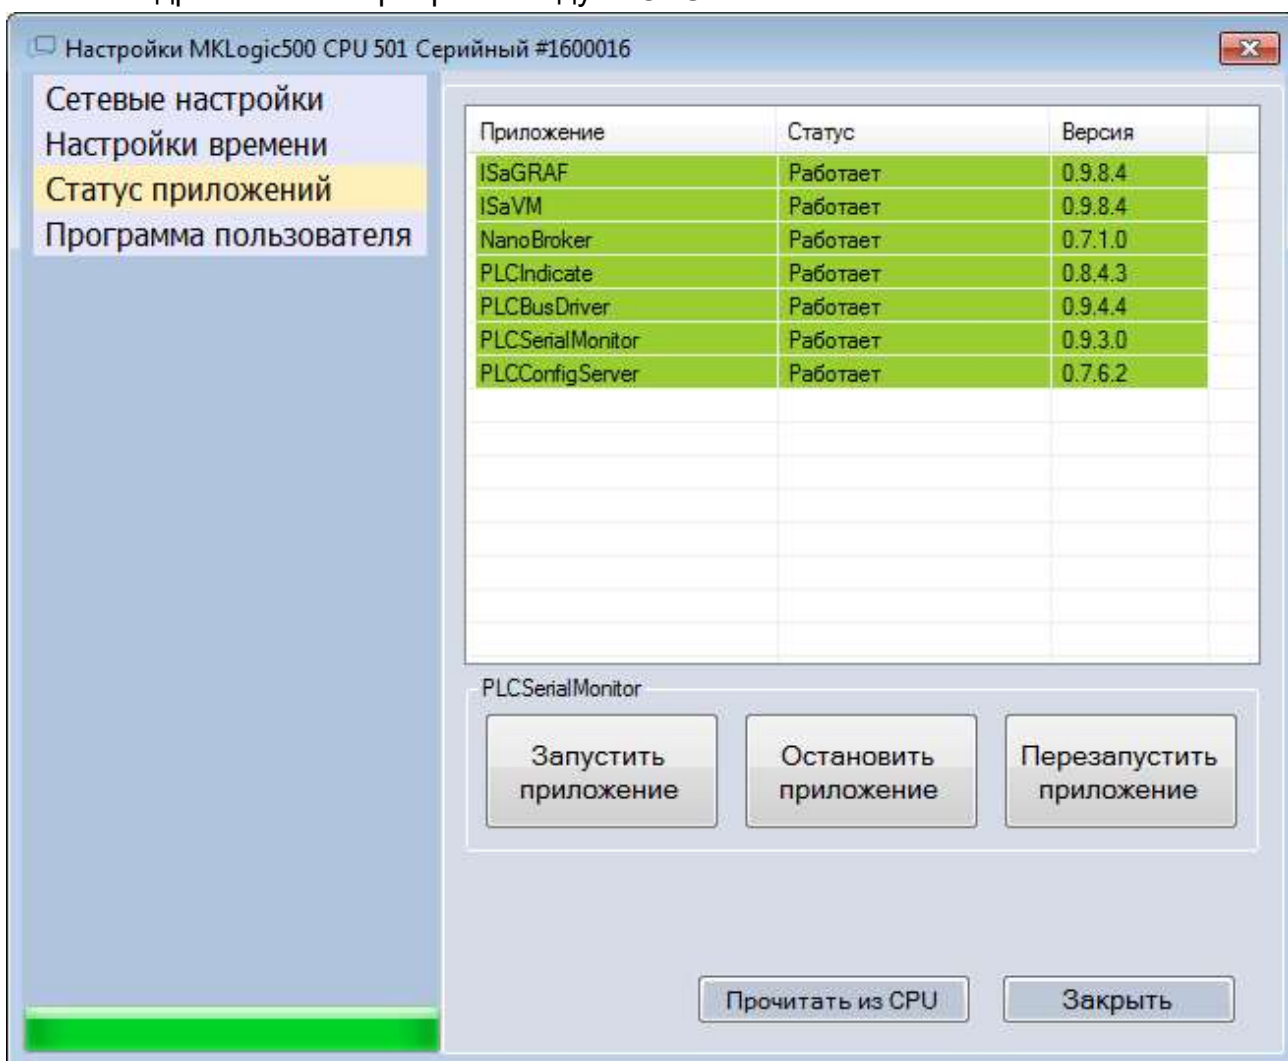 Настройки MKLogic500 CPU 501 Серийный #1600016
Сетевые настройки
Настройки времени
Статус приложений
Программа пользователя
Приложение Статус Версия
ISaGRAF Работает 0.9.8.4
ISaVM Работает 0.9.8.4
NanoBroker Работает 0.7.1.0
PLCIndicate Работает 0.8.4.3
PLCBusDriver Работает 0.9.4.4
PLCSerialMonitor Работает 0.9.3.0
PLCConfigServer Работает 0.7.6.2
PLCSerialMonitor
Запустить приложение
Остановить приложение
Перезапустить приложение
Прочитать из CPU
Закрыть